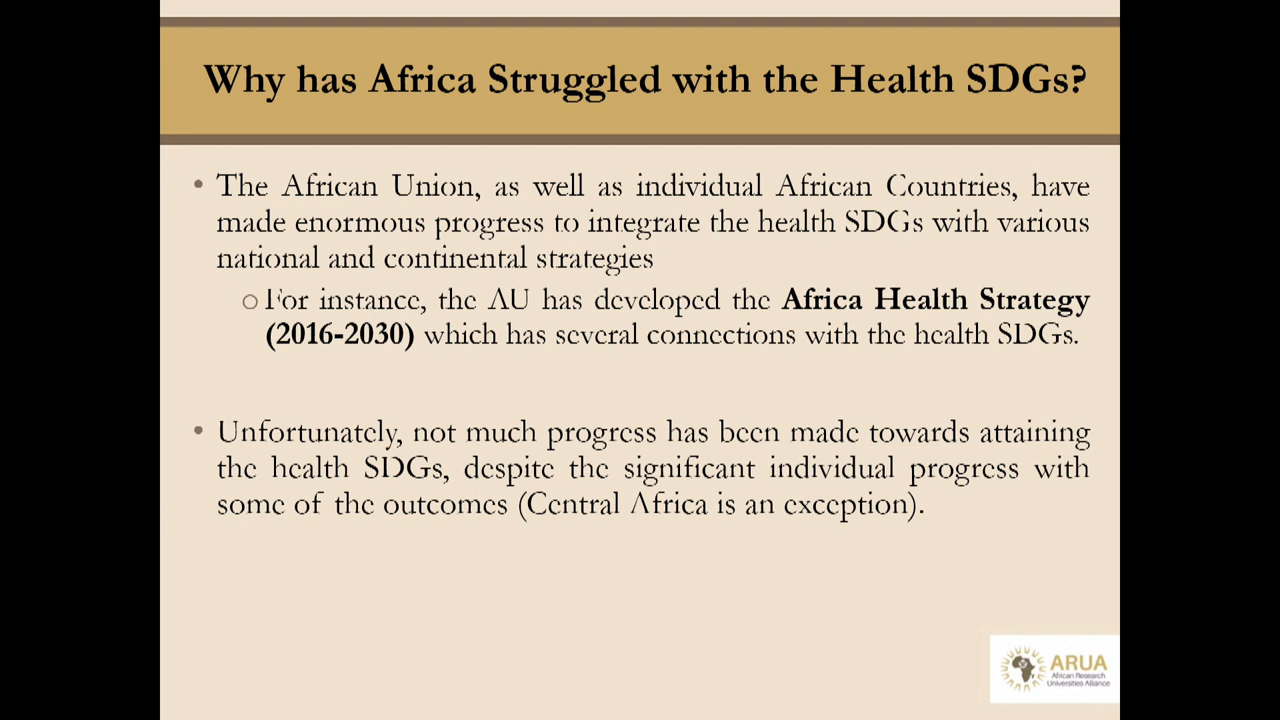 Why has Africa Struggled with the Health SDGs?
• The African Union, as well as individual African Countries, have
made enormous progress to integrate the health SDGs with various
national and continental strategies
○ For instance, the AU has developed the Africa Health Strategy
(2016-2030) which has several connections with the health SDGs.
• Unfortunately, not much progress has been made towards attaining
the health SDGs, despite the significant individual progress with
some of the outcomes (Central Africa is an exception).
ARUA
African Research
Universities Alliance